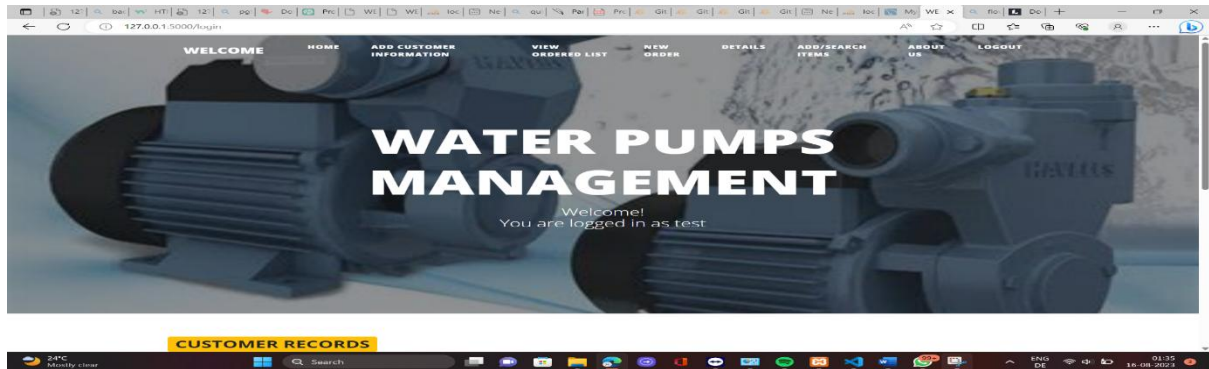 127.0.0.1:5000/login
WELCOME
HOME
ADD CUSTOMER
INFORMATION
VIEW
ORDERED LIST
NEW
ORDER
DETAILS
ADD/SEARCH
ITEMS
ABOUT
US
LOGOUT
WATER PUMPS
MANAGEMENT
Welcome!
You are logged in as test
HAVELLS
CUSTOMER RECORDS
24°C
Mostly clear
Search
99+
ENG
DE
01:35
16-08-2023